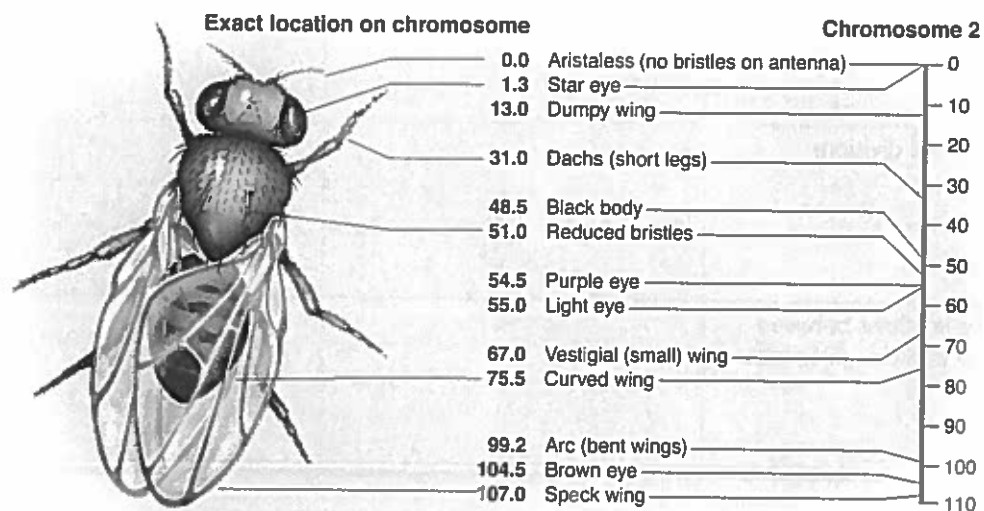 Exact location on chromosome
Chromosome 2
0.0 Aristaless (no bristles on antenna)
1.3 Star eye
13.0 Dumpy wing
31.0 Dachs (short legs)
48.5 Black body
51.0 Reduced bristles
54.5 Purple eye
55.0 Light eye
67.0 Vestigial (small) wing
75.5 Curved wing
99.2 Arc (bent wings)
104.5 Brown eye
107.0 Speck wing
0
10
20
30
40
50
60
70
80
90
100
110